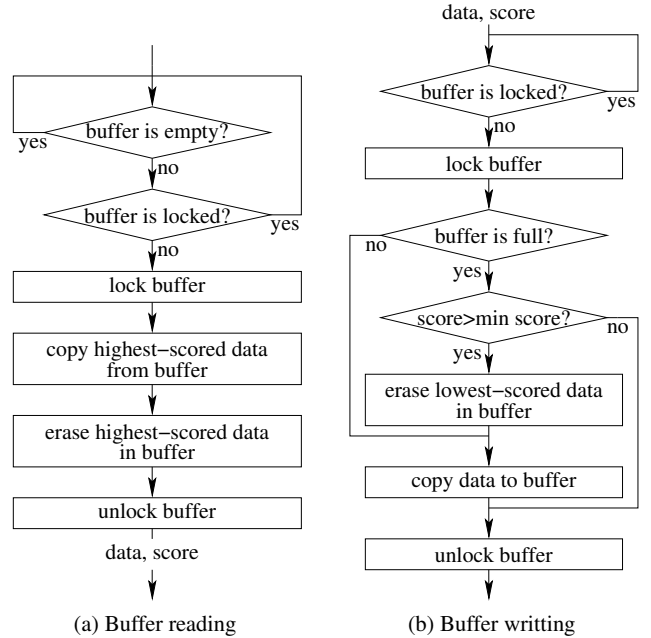 buffer is empty?
yes
no
buffer is locked?
yes
no
lock buffer
copy highest−scored data
from buffer
erase highest−scored data
in buffer
unlock buffer
data, score
(a) Buffer reading
data, score
buffer is locked?
yes
no
lock buffer
buffer is full?
no
yes
score>min score?
no
yes
erase lowest−scored data
in buffer
copy data to buffer
unlock buffer
(b) Buffer writting